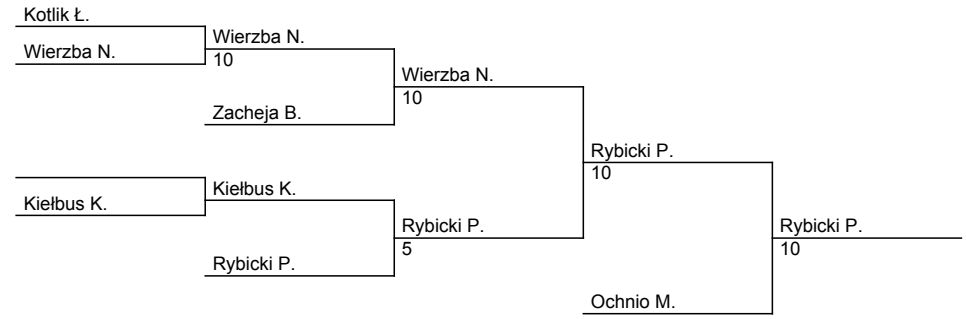 Kotlik Ł.
Wierzba N.
Wierzba N.
10
Zacheja B.
Wierzba N.
10
Kiełbus K.
Kiełbus K.
Rybicki P.
Rybicki P.
5
Rybicki P.
10
Ochnio M.
Rybicki P.
10